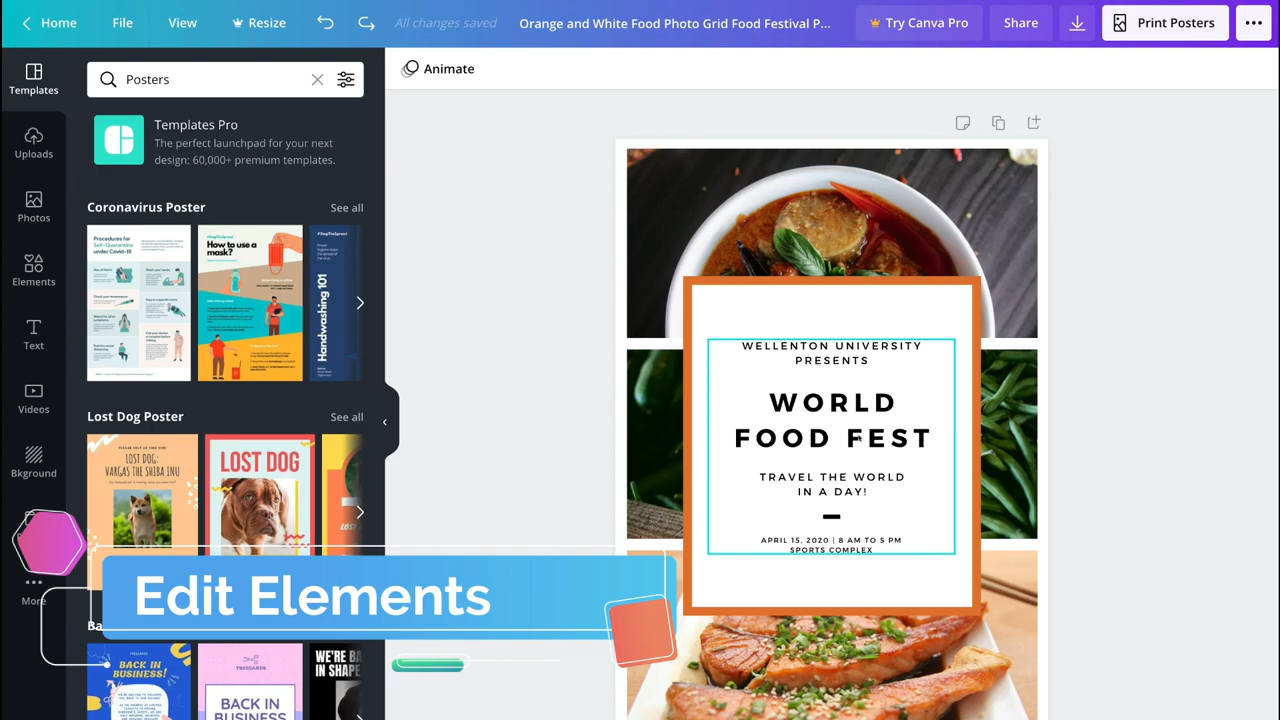 Home
File
View
Resize
All changes saved
Orange and White Food Photo Grid Food Festival P...
Try Canva Pro
Share
Print Posters
Templates
Uploads
Photos
Elements
Text
Videos
Bkground
More
Posters
Templates Pro
The perfect launchpad for your next
design: 60,000+ premium templates.
Coronavirus Poster
See all
Procedures for
Self-Quarantine
under Covid-19
How to use a
mask?
Handwashing 101
Lost Dog Poster
See all
LOST DOG:
VARGAS THE SHIBA INU
LOST DOG
Ba
BACK IN
BUSINESS!
BACK IN
BUSINESS
WE'RE BA
IN SHAPE
Animate
WELLENTON UNIVERSITY
PRESENTS
WORLD
FOOD FEST
TRAVEL THE WORLD
IN A DAY!
APRIL 15, 2020 | 8 AM TO 5 PM
SPORTS COMPLEX
Edit Elements